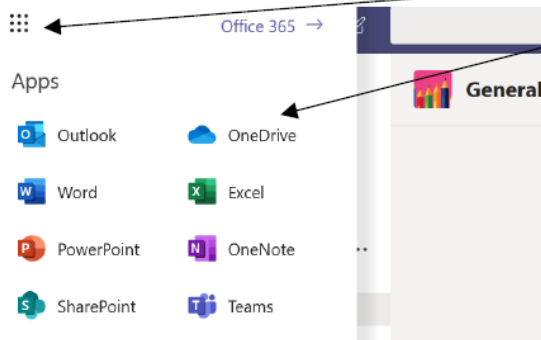 Office 365 →
Apps
General
Outlook OneDrive
Word Excel
PowerPoint OneNote
SharePoint Teams